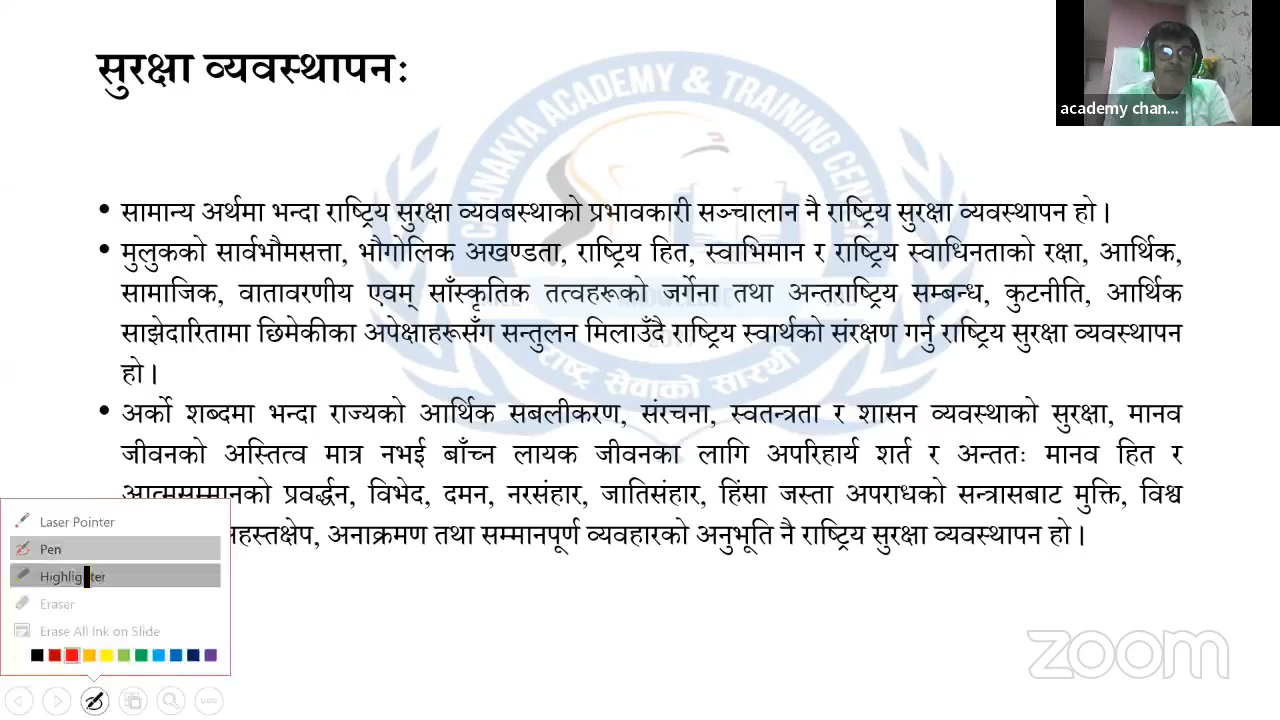 सुरक्षा व्यवस्थापनः
academy chan...
CHANAKYA ACADEMY & TRAINING CENTRE
• सामान्य अर्थमा भन्दा राष्ट्रिय सुरक्षा व्यवबस्थाको प्रभावकारी सञ्चालान नै राष्ट्रिय सुरक्षा व्यवस्थापन हो।
• मुलुकको सार्वभौमसत्ता, भौगोलिक अखण्डता, राष्ट्रिय हित, स्वाभिमान र राष्ट्रिय स्वाधिनताको रक्षा, आर्थिक,
सामाजिक, वातावरणीय एवम् साँस्कृतिक तत्वहरूको जर्गेना तथा अन्तराष्ट्रिय सम्बन्ध, कुटनीति, आर्थिक
साझेदारितामा छिमेकीका अपेक्षाहरूसँग सन्तुलन मिलाउँदै राष्ट्रिय स्वार्थको संरक्षण गर्नु राष्ट्रिय सुरक्षा व्यवस्थापन
हो।
राष्ट्र सेवाको सारथी
• अर्को शब्दमा भन्दा राज्यको आर्थिक सबलीकरण, संरचना, स्वतन्त्रता र शासन व्यवस्थाको सुरक्षा, मानव
जीवनको अस्तित्व मात्र नभई बाँच्न लायक जीवनका लागि अपरिहार्य शर्त र अन्ततः मानव हित र
आत्मसम्मानको प्रवर्द्धन, विभेद, दमन, नरसंहार, जातिसंहार, हिंसा जस्ता अपराधको सन्त्रासबाट मुक्ति, विश्व
अहस्तक्षेप, अनाक्रमण तथा सम्मानपूर्ण व्यवहारको अनुभूति नै राष्ट्रिय सुरक्षा व्यवस्थापन हो।
Laser Pointer
Pen
Highlighter
Eraser
Erase All Ink on Slide
zoom